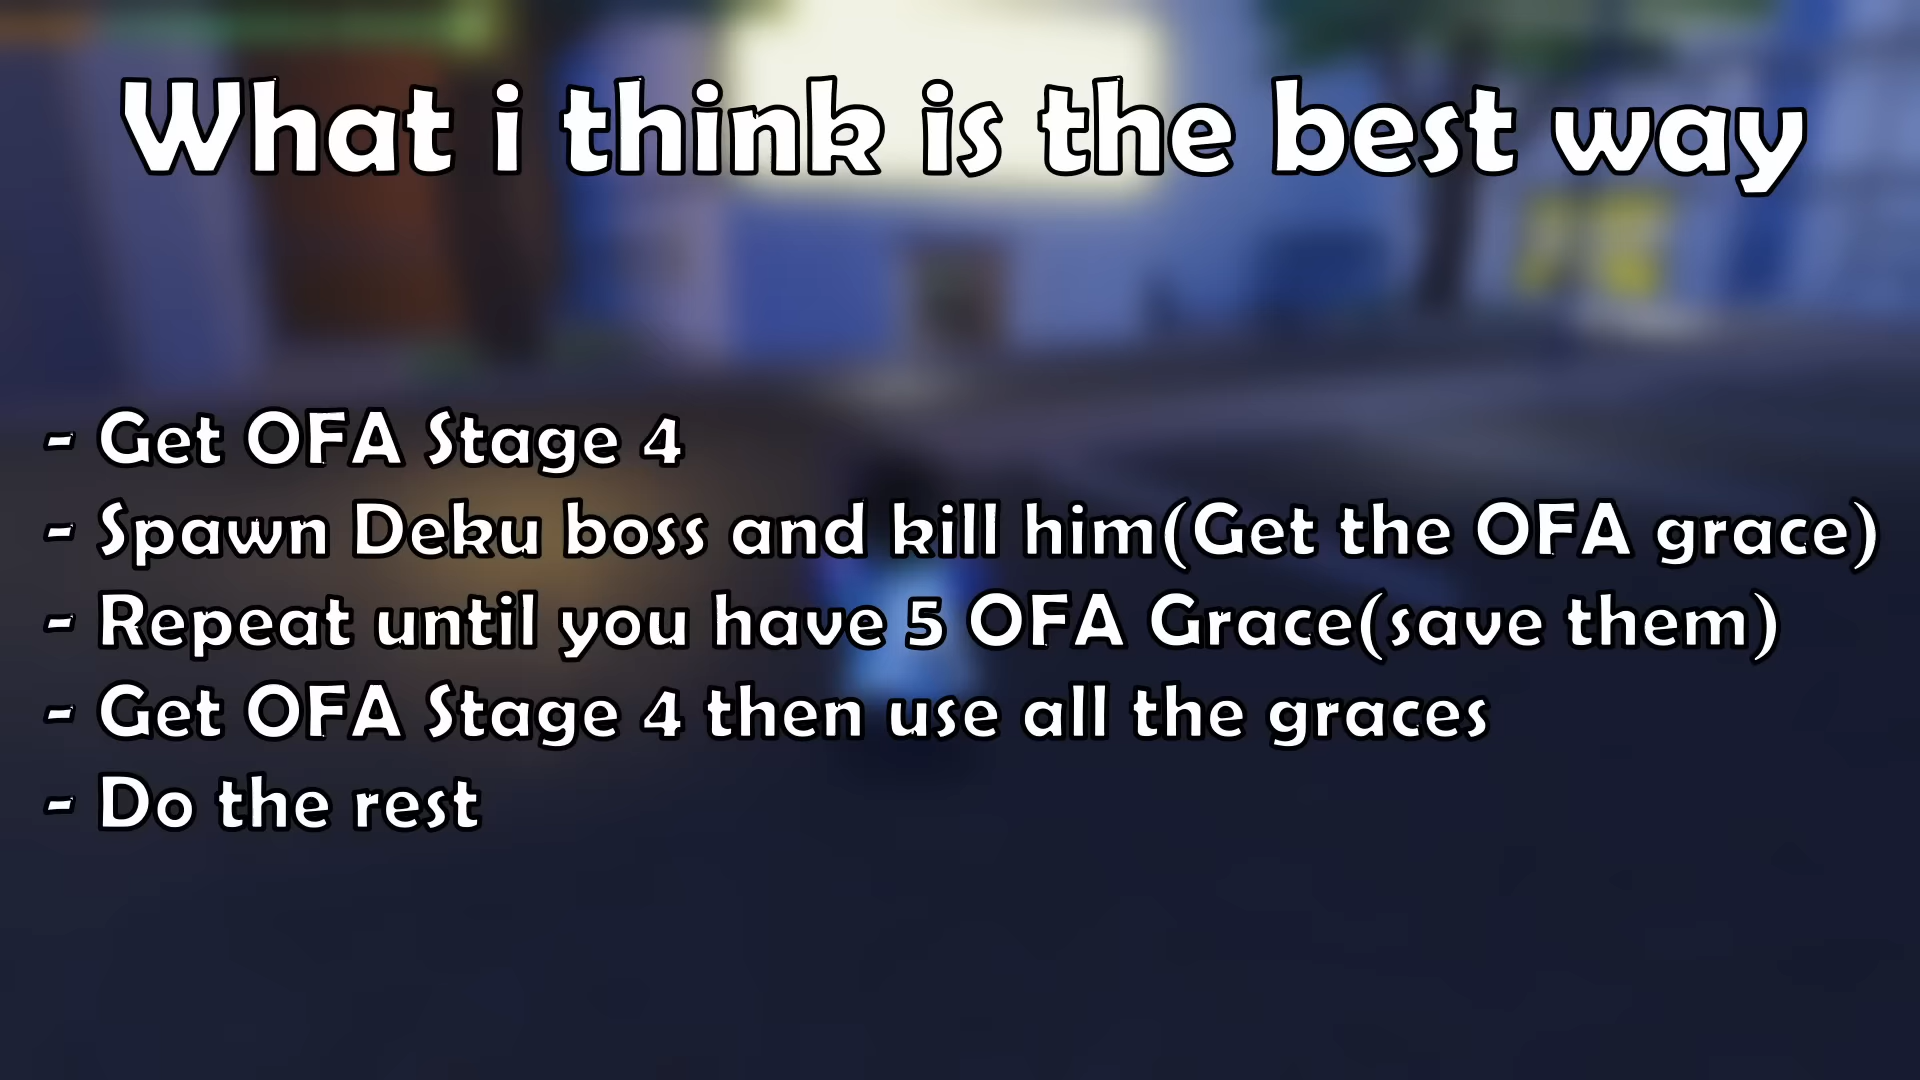 What i think is the best way
- Get OFA Stage 4
- Spawn Deku boss and kill him(Get the OFA grace)
- Repeat until you have 5 OFA Grace(save them)
- Get OFA Stage 4 then use all the graces
- Do the rest